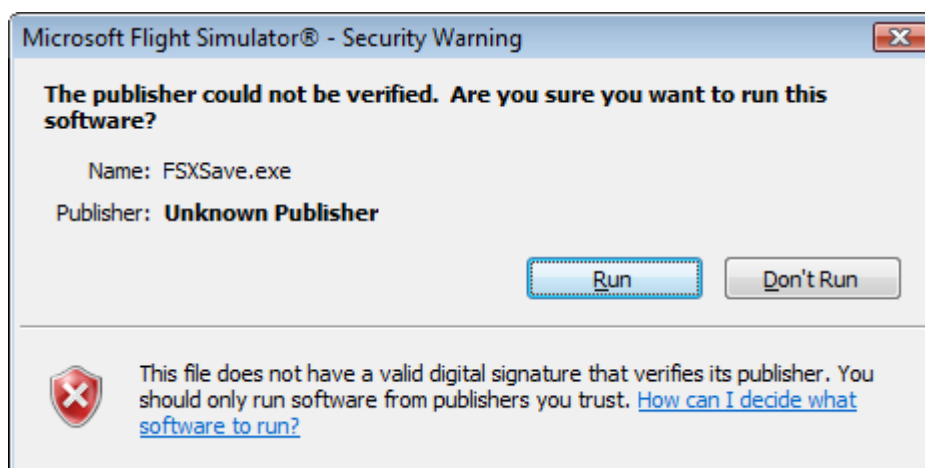 Microsoft Flight Simulator® - Security Warning
The publisher could not be verified.  Are you sure you want to run this
software?
Name: FSXSave.exe
Publisher: Unknown Publisher
Run Don't Run
This file does not have a valid digital signature that verifies its publisher. You
should only run software from publishers you trust. How can I decide what
software to run?